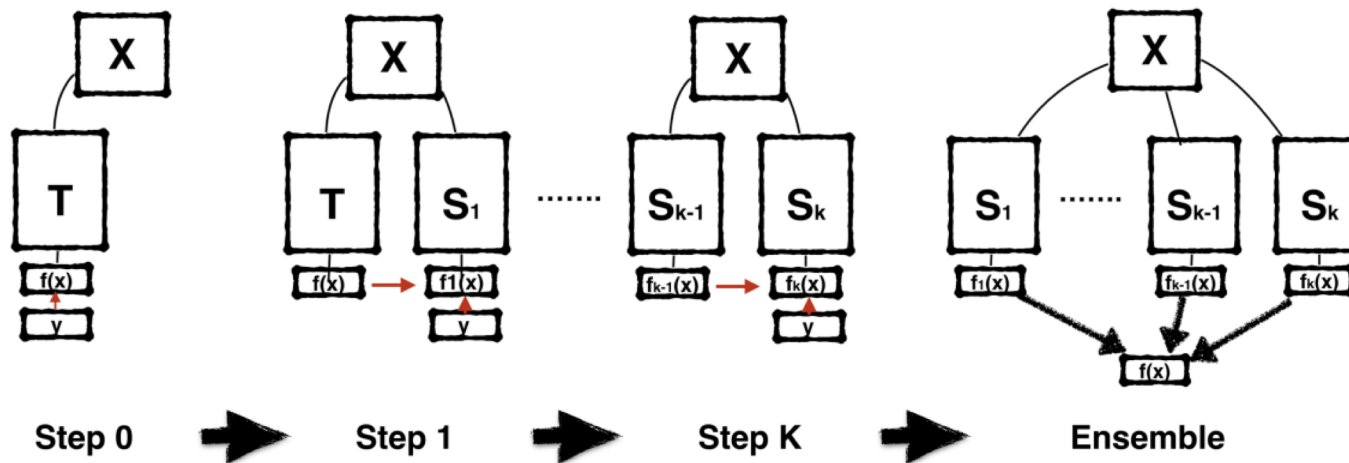 X X X X
T T S1 ....... Sk-1 Sk S1 ....... Sk-1 Sk
f(x) f(x) f1(x) fk-1(x) fk(x) f1(x) fk-1(x) fk(x)
y y y f(x)
Step 0 Step 1 Step K Ensemble